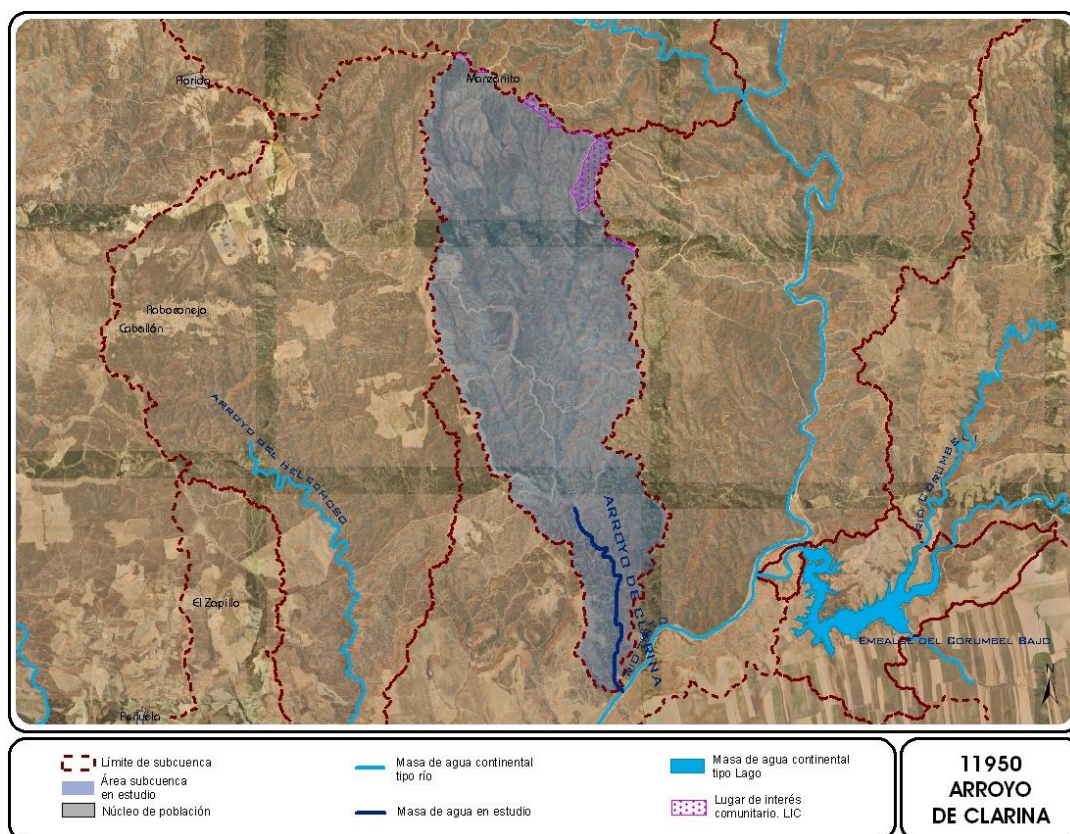 Manzanito
Florida
Rabaconeja
Caballón
ARROYO DEL HELECHOSO
RIO CORUMBEL
ARROYO DE CLARINA
El Zapillo
EMBALSE DEL CORUMBEL BAJO
N
Peñuela
Límite de subcuenca
Área subcuenca
en estudio
Núcleo de población
Masa de agua continental
tipo río
Masa de agua en estudio
Masa de agua continental
tipo Lago
Lugar de interés
comunitario. LIC
11950
ARROYO
DE CLARINA